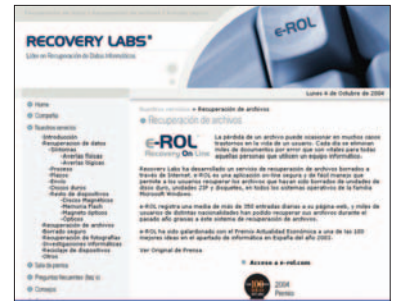 RECOVERY LABS®
Líder en Recuperación de Datos Informáticos
e-ROL
Lunes 4 de Octubre de 2004
Home
Compañía
Nuestros servicios
-Introducción
-Recuperacion de datos
-Síntomas
-Averías físicas
-Averías lógicas
-Proceso
-Plazos
-Envío
-Discos duros
-Resto de dispositivos
-Discos Magnéticos
-Memoria Flash
-Magneto ópticos
-Ópticos
-Recuperación de archivos
-Borrado seguro
-Recuperación de fotografías
-Investigaciones informáticas
-Reciclaje de dispositivos
-Otros
Sala de prensa
Preguntas frecuentes (faq´s)
Consejos
Nuestros servicios » Recuperación de archivos
Recuperación de archivos
e-ROL
Recovery On Line
La pérdida de un archivo puede ocasionar en muchos casos
trastornos en la vida de un usuario. Cada día se eliminan
miles de documentos por error que son vitales para todas
aquellas personas que utilizan un equipo informático.
Recovery Labs ha desarrollado un servicio de recuperación de archivos borrados a
través de Internet. e-ROL es una aplicación on-line segura y de fácil manejo que
permite a los usuarios recuperar los archivos que hayan sido borrados de unidades de
disco duro, unidades ZIP y disquetes, en todos los sistemas operativos de la familia
Microsoft Windows.
e-ROL registra una media de más de 350 entradas diarias a su página web, y miles de
usuarios de distintas nacionalidades han podido recuperar sus archivos durante el
pasado año gracias a este sistema de recuperación de archivos.
e-ROL ha sido galardonado con el Premio Actualidad Económica a una de las 100
mejores ideas en el apartado de informática en España del año 2003.
Ver Original de Prensa
Acceso a e-rol.com
100
2004
Premio